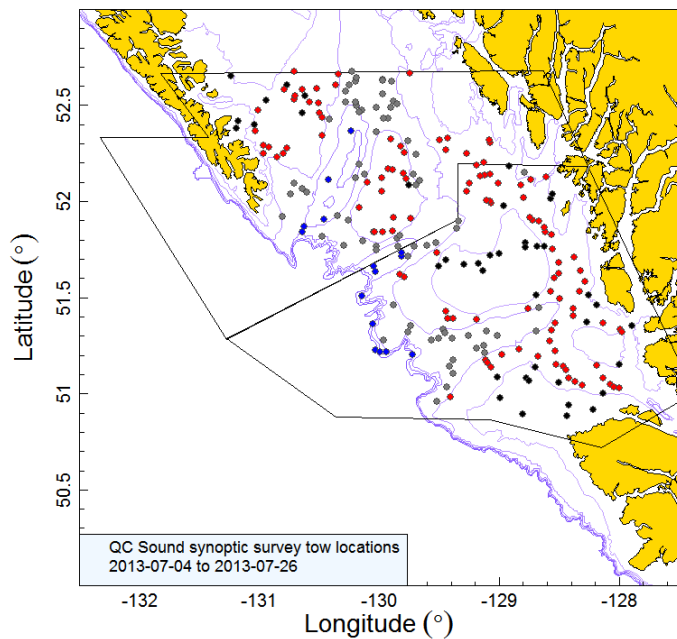 52.5
52
51.5
51
50.5
Latitude (°)
QC Sound synoptic survey tow locations
2013-07-04 to 2013-07-26
-132 -131 -130 -129 -128
Longitude (°)